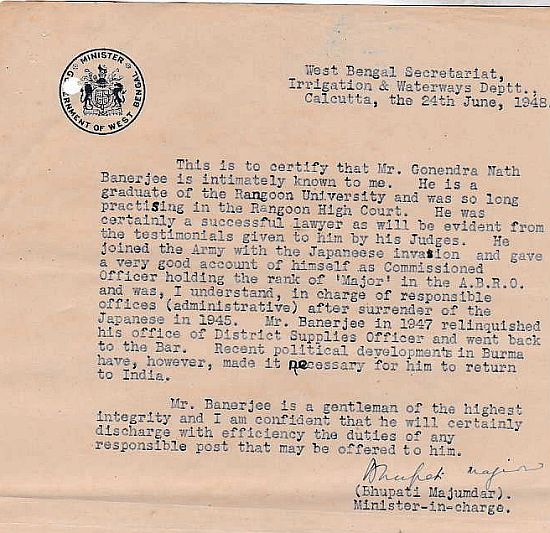 MINISTER
GOVERNMENT OF WEST BENGAL
West Bengal Secretariat,
Irrigation & Waterways Deptt.,
Calcutta, the 24th June, 1948.
This is to certify that Mr. Gonendra Nath
Banerjee is intimately known to me. He is a
graduate of the Rangoon University and was so long
practising in the Rangoon High Court. He was
certainly a successful lawyer as will be evident from
the testimonials given to him by his Judges. He
joined the Army with the Japaneese invasion and gave
a very good account of himself as Commissioned
Officer holding the rank of 'Major' in the A.B.R.O.
and was, I understand, in charge of responsible
offices (administrative) after surrender of the
Japanese in 1945. Mr. Banerjee in 1947 relinquished
his office of District Supplies Officer and went back
to the Bar. Recent political developments in Burma
have, however, made it necessary for him to return
to India.
Mr. Banerjee is a gentleman of the highest
integrity and I am confident that he will certainly
discharge with efficiency the duties of any
responsible post that may be offered to him.
Bhupati Majumdar
(Bhupati Majumdar).
Minister-in-charge.